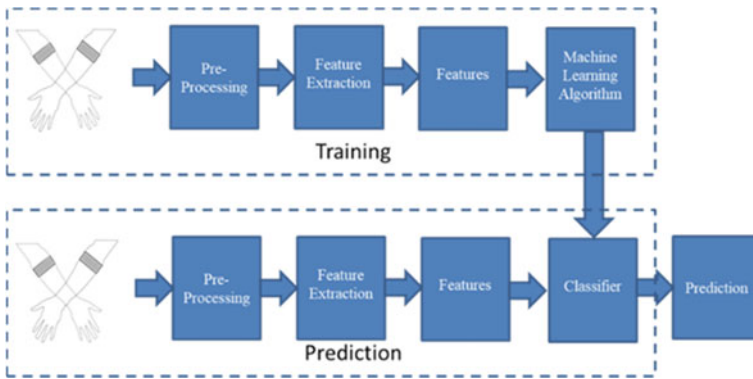 Pre-
Processing
Feature
Extraction
Features
Machine
Learning
Algorithm
Training
Pre-
Processing
Feature
Extraction
Features
Classifier
Prediction
Prediction